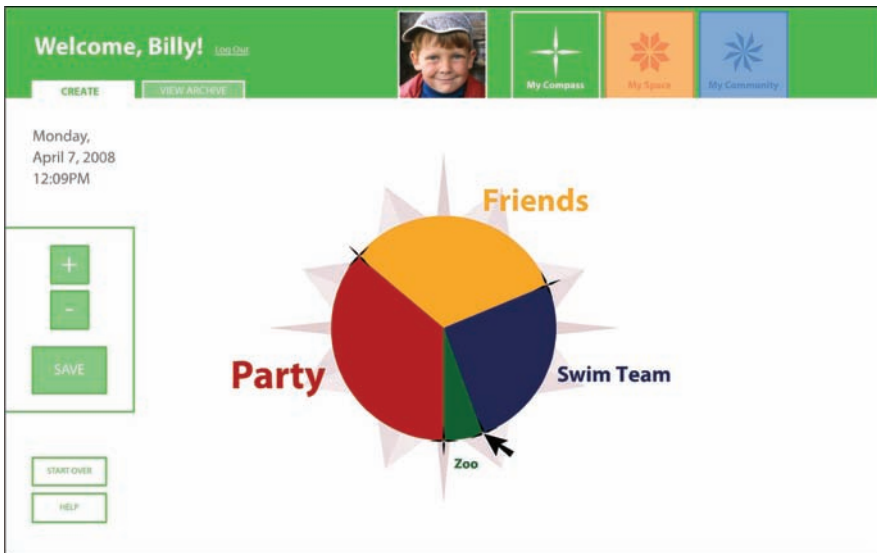 Welcome, Billy! Log Out
CREATE
VIEW ARCHIVE
My Compass
My Space
My Community
Monday,
April 7, 2008
12:09PM
+
-
SAVE
START OVER
HELP
Friends
Party
Swim Team
Zoo